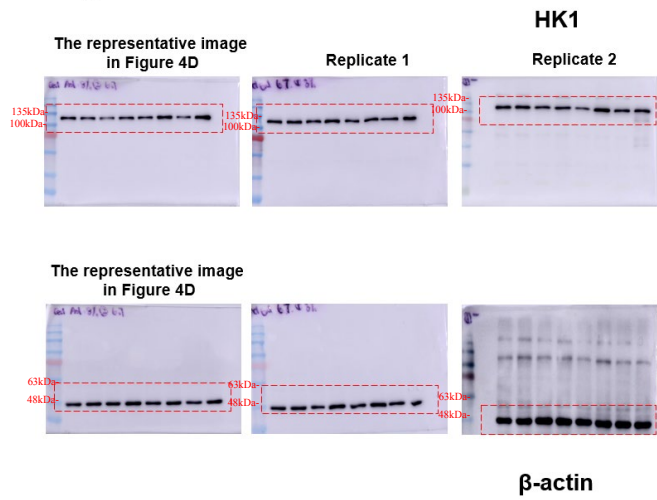 HK1
The representative image
in Figure 4D
Replicate 1
Replicate 2
135kDa
100kDa
135kDa
100kDa
135kDa
100kDa
The representative image
in Figure 4D
63kDa
48kDa
63kDa
48kDa
63kDa
48kDa
β-actin